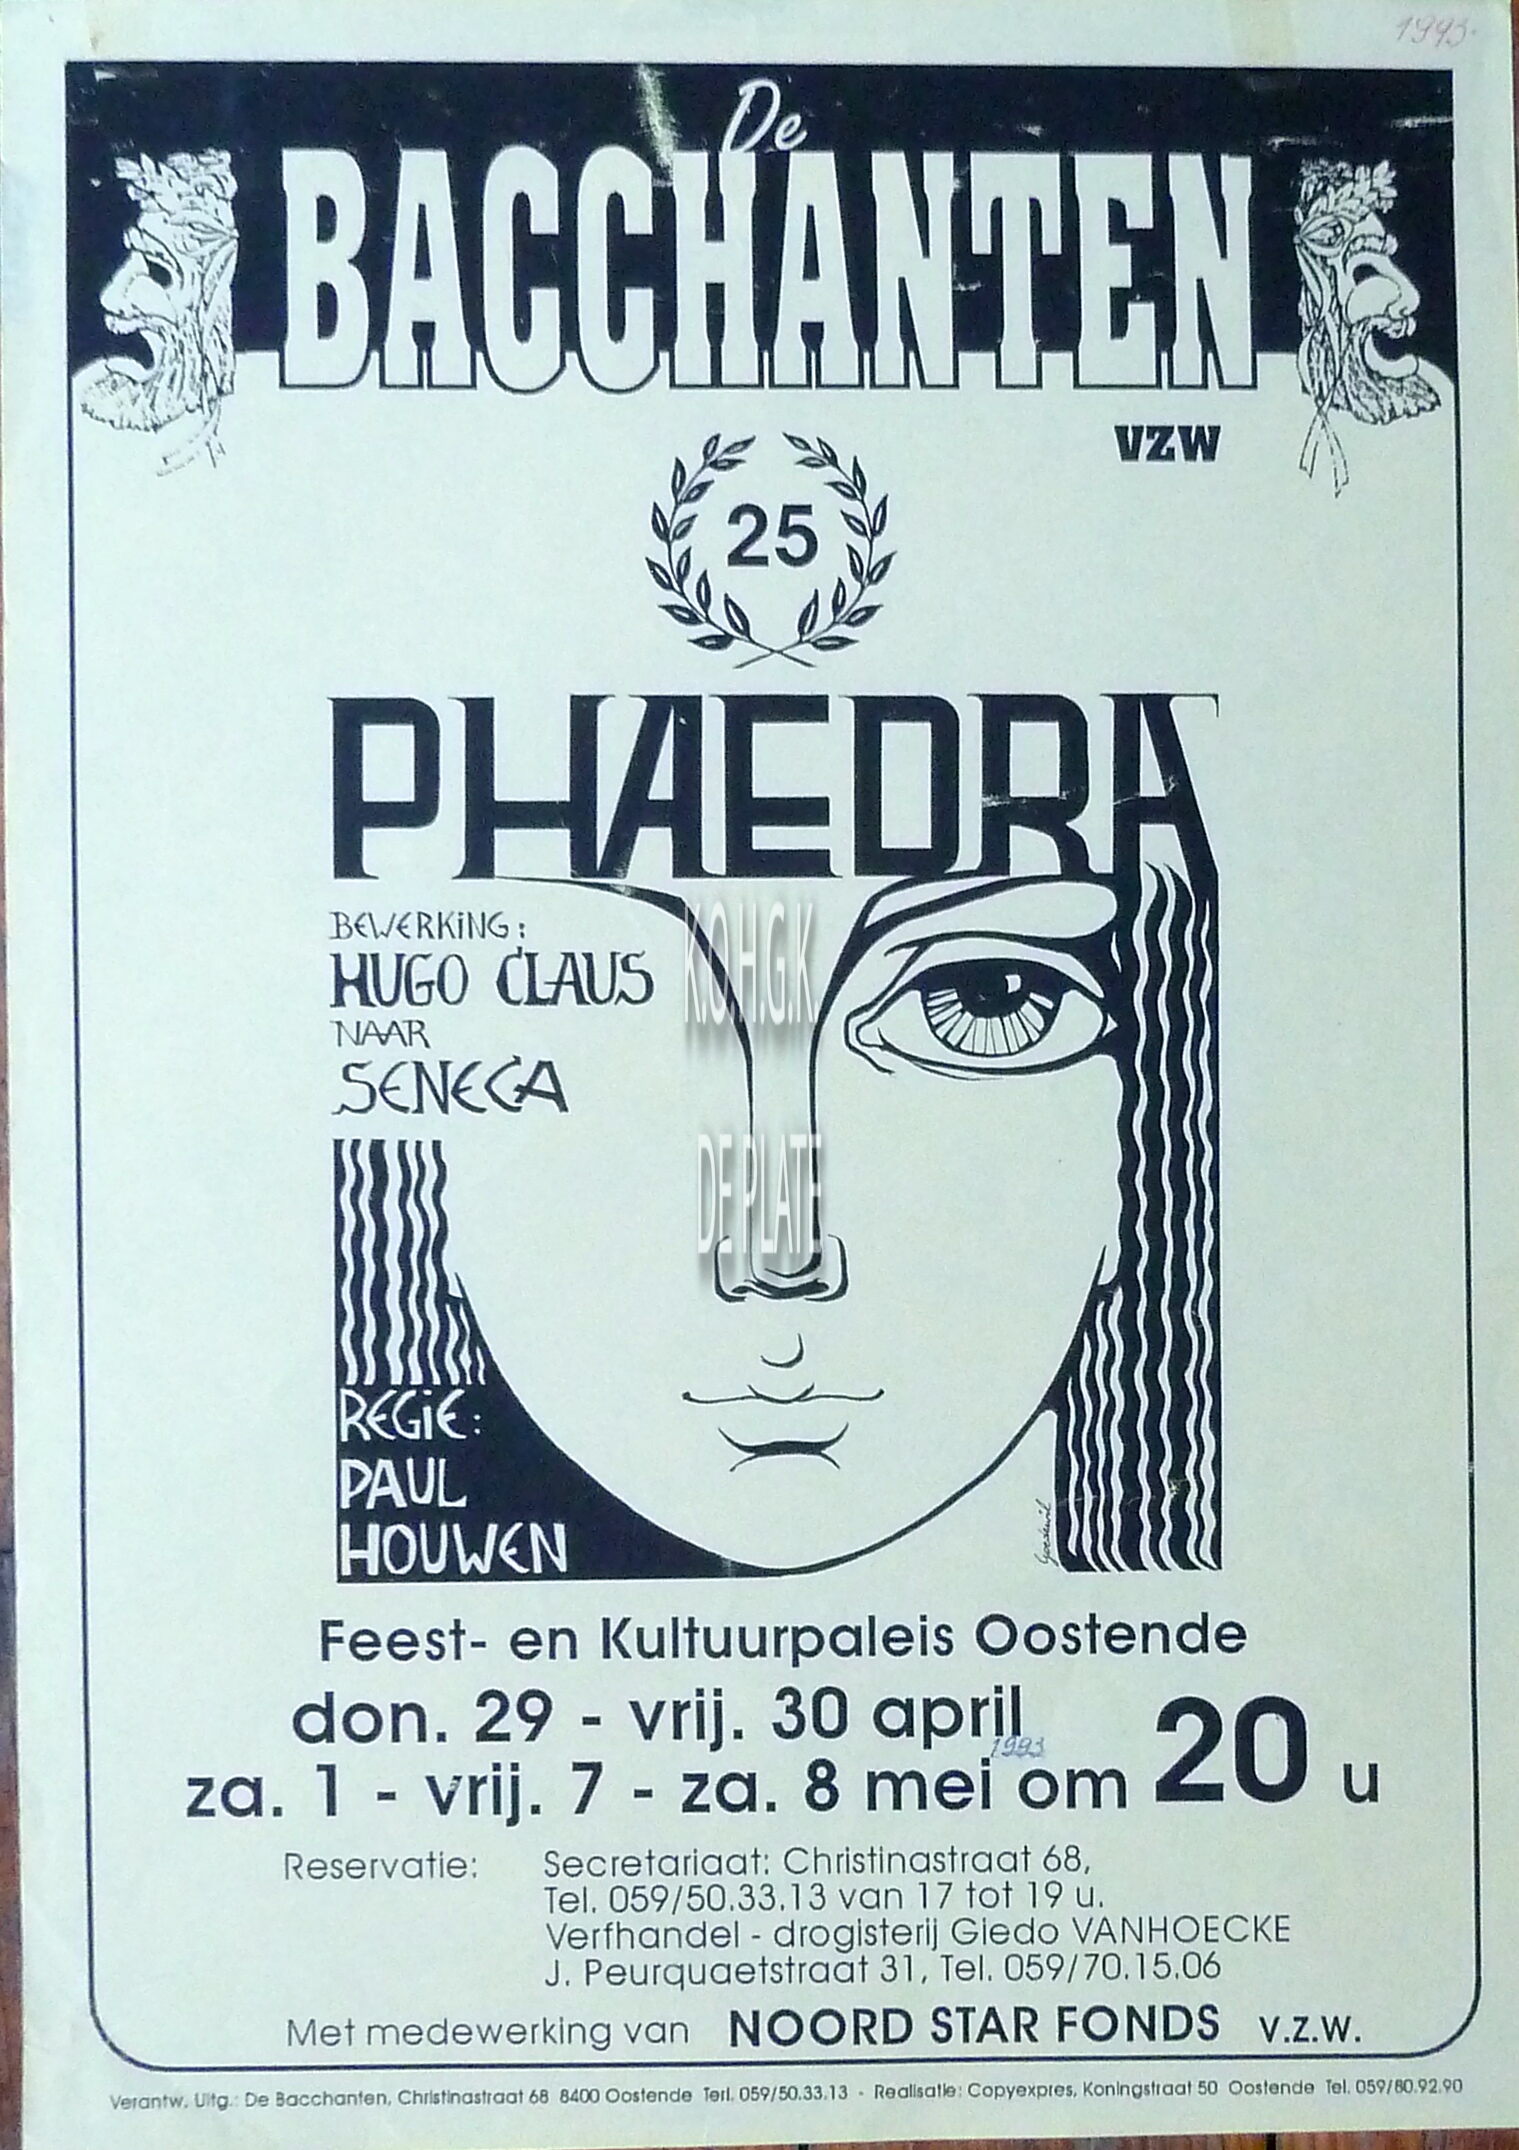 1993.
De
BACCHANTEN
VZW
25
PHAEDRA
BEWERKING:
HUGO CLAUS
NAAR
SENECA
K.O.H.G.K.
DE PLATE
REGIE:
PAUL
HOUWEN
Feest- en Kultuurpaleis Oostende
don. 29 - vrij. 30 april
1993
za. 1 - vrij. 7 - za. 8 mei om 20 u
Reservatie: Secretariaat: Christinastraat 68,
Tel. 059/50.33.13 van 17 tot 19 u.
Verfhandel - drogisterij Giedo VANHOECKE
J. Peurquaetstraat 31, Tel. 059/70.15.06
Met medewerking van NOORD STAR FONDS v.z.w.
Verantw. Uitg.: De Bacchanten, Christinastraat 68 8400 Oostende Terl. 059/50.33.13 - Realisatie: Copyexpres, Koningstraat 50 Oostende Tel. 059/80.92.90